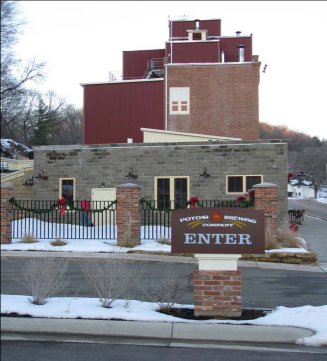 POTOSI BREWING
COMPANY
ENTER